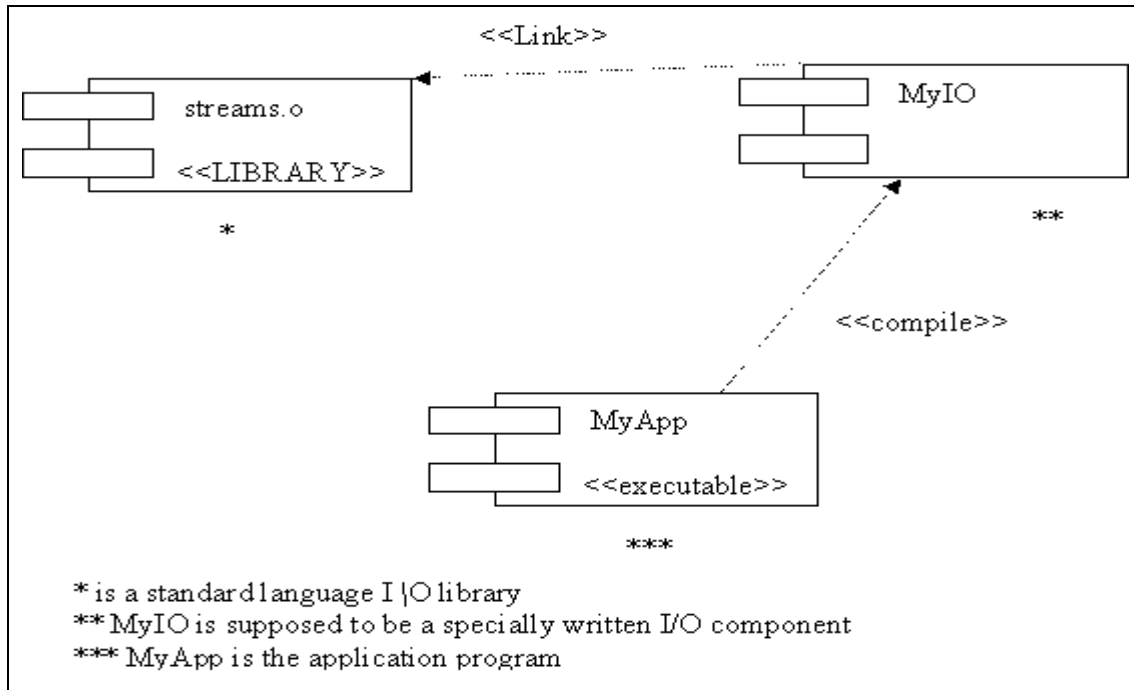 <<Link>>
streams.o
<<LIBRARY>>
*
MyIO
**
<<compile>>
MyApp
<<executable>>
***
* is a standard language I \O library
** MyIO is supposed to be a specially written I/O component
*** MyApp is the application program